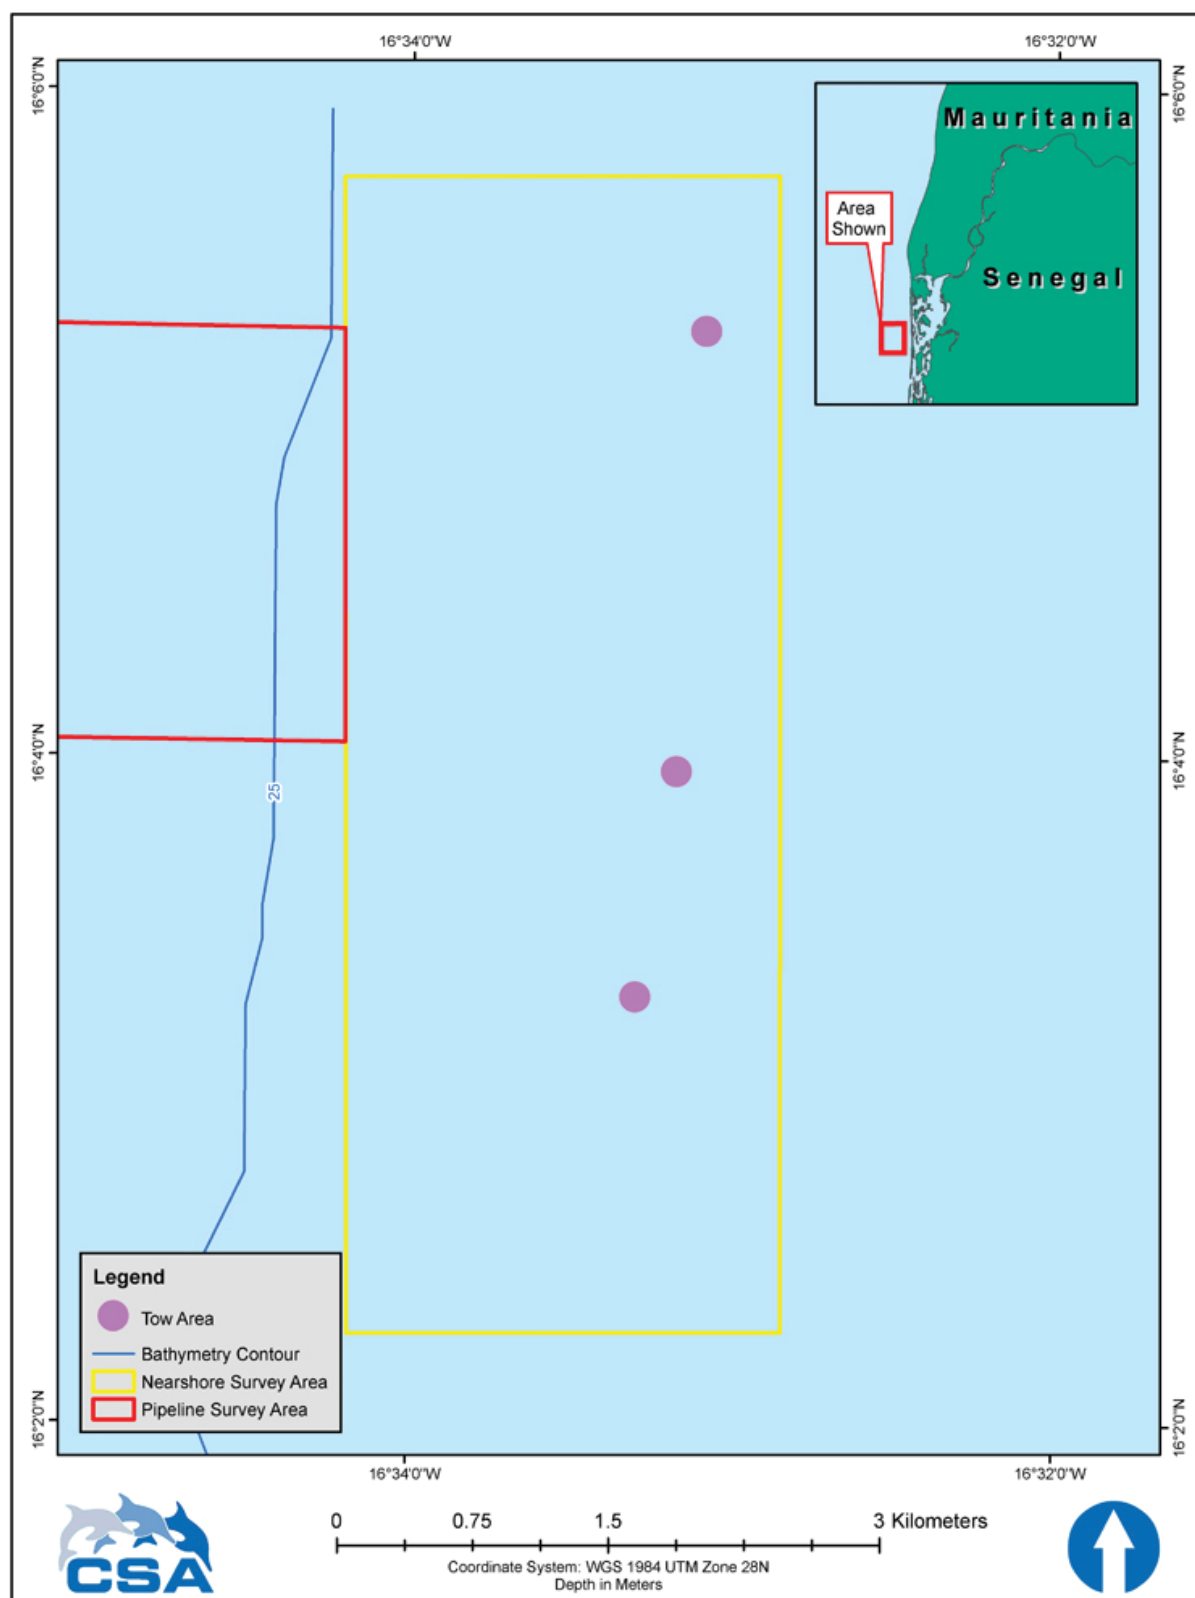 16°34'0"W
16°32'0"W
16°6'0"N
16°6'0"N
Mauritania
Area
Shown
Senegal
16°4'0"N
16°4'0"N
25
Legend
Tow Area
Bathymetry Contour
Nearshore Survey Area
Pipeline Survey Area
16°2'0"N
16°2'0"N
16°34'0"W
16°32'0"W
0 0.75 1.5 3 Kilometers
Coordinate System: WGS 1984 UTM Zone 28N
Depth in Meters
CSA